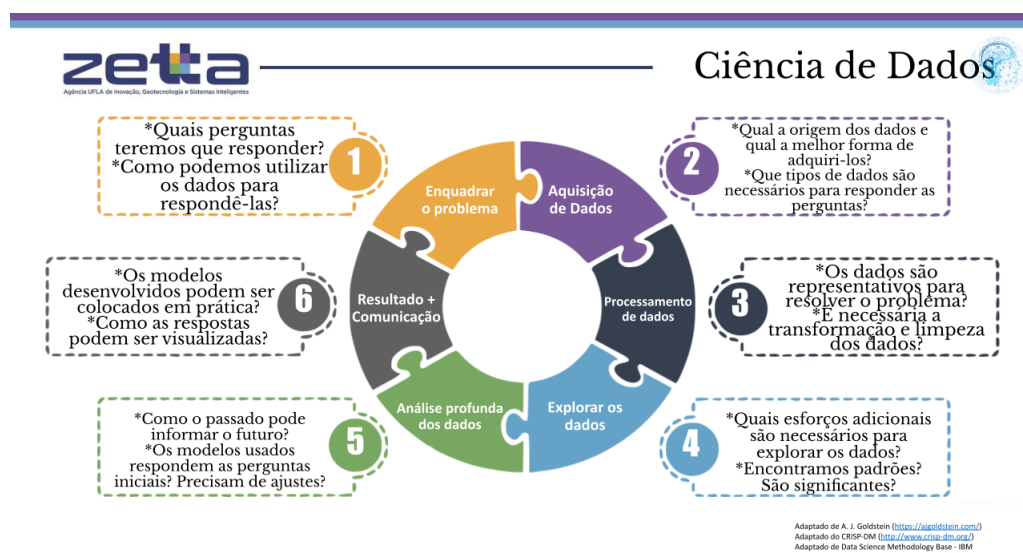 zetta
Agência UFLA de Inovação, Geotecnologia e Sistemas Inteligentes
Ciência de Dados
*Quais perguntas
teremos que responder?
*Como podemos utilizar
os dados para
respondê-las?
1
Enquadrar
o problema
Aquisição
de Dados
2
*Qual a origem dos dados e
qual a melhor forma de
adquiri-los?
*Que tipos de dados são
necessários para responder as
perguntas?
*Os modelos
desenvolvidos podem ser
colocados em prática?
*Como as respostas
podem ser visualizadas?
6
Resultado +
Comunicação
Processamento
de dados
3
*Os dados são
representativos para
resolver o problema?
*É necessária a
transformação e limpeza
dos dados?
*Como o passado pode
informar o futuro?
*Os modelos usados
respondem as perguntas
iniciais? Precisam de ajustes?
5
Análise profunda
dos dados
Explorar os
dados
4
*Quais esforços adicionais
são necessários para
explorar os dados?
*Encontramos padrões?
São significantes?
Adaptado de A. J. Goldstein (https://ajgoldstein.com/)
Adaptado do CRISP-DM (http://www.crisp-dm.org/)
Adaptado de Data Science Methodology Base - IBM